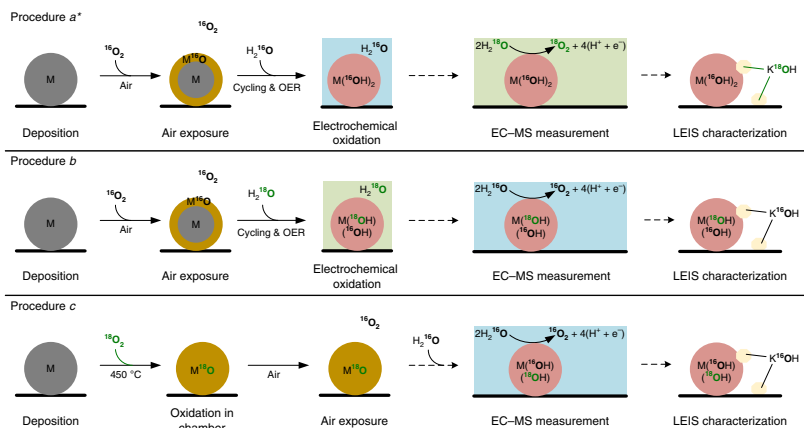 Procedure a*
¹⁶O₂
M
Air
Deposition
¹⁶O₂
M¹⁶O
M
Air exposure
H₂¹⁶O
Cycling & OER
H₂¹⁶O
M(¹⁶OH)₂
Electrochemical
oxidation
2H₂¹⁸O ¹⁸O₂ + 4(H⁺ + e⁻)
M(¹⁶OH)₂
EC–MS measurement
M(¹⁶OH)₂
K¹⁸OH
LEIS characterization
Procedure b
¹⁶O₂
M
Air
Deposition
¹⁶O₂
M¹⁶O
M
Air exposure
H₂¹⁸O
Cycling & OER
H₂¹⁸O
M(¹⁸OH)
(¹⁶OH)
Electrochemical
oxidation
2H₂¹⁶O ¹⁶O₂ + 4(H⁺ + e⁻)
M(¹⁸OH)
(¹⁶OH)
EC–MS measurement
M(¹⁸OH)
(¹⁶OH)
K¹⁶OH
LEIS characterization
Procedure c
¹⁸O₂
M
450 °C
Deposition
M¹⁸O
Oxidation in
chamber
Air
¹⁶O₂
M¹⁸O
Air exposure
H₂¹⁶O
2H₂¹⁶O ¹⁶O₂ + 4(H⁺ + e⁻)
M(¹⁶OH)
(¹⁸OH)
EC–MS measurement
M(¹⁶OH)
(¹⁸OH)
K¹⁶OH
LEIS characterization